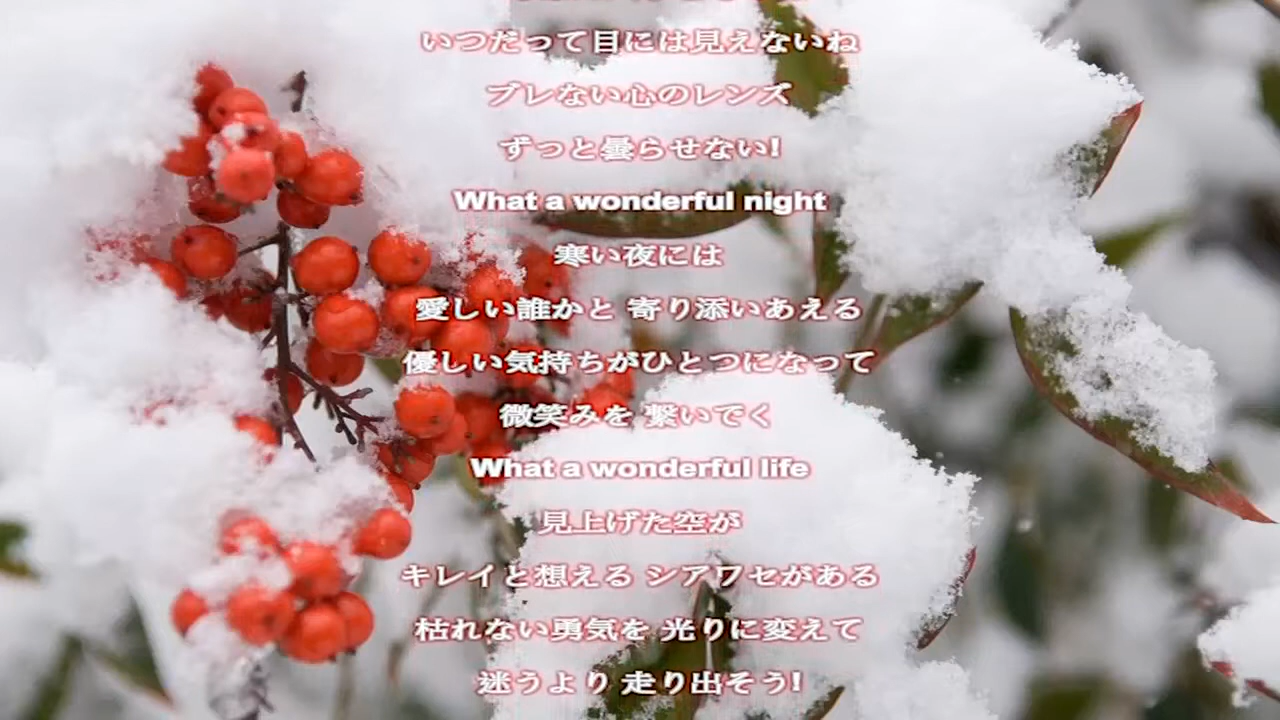 いつだって目には見えないね
ブレない心のレンズ
ずっと曇らせない!
What a wonderful night
寒い夜には
愛しい誰かと 寄り添いあえる
優しい気持ちがひとつになって
微笑みを 繋いでく
What a wonderful life
見上げた空が
キレイと想える シアワセがある
枯れない勇気を 光りに変えて
迷うより 走り出そう!